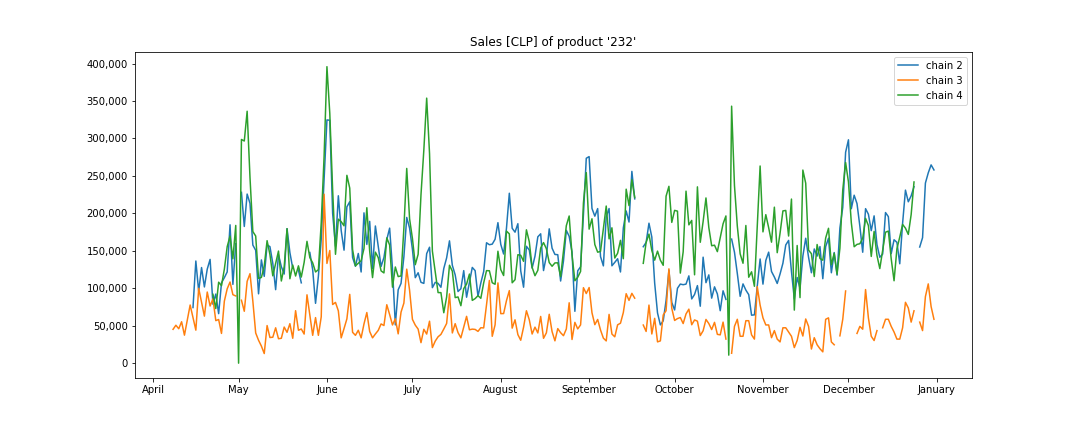 Sales [CLP] of product '232'
400,000
350,000
300,000
250,000
200,000
150,000
100,000
50,000
0
chain 2
chain 3
chain 4
April May June July August September October November December January